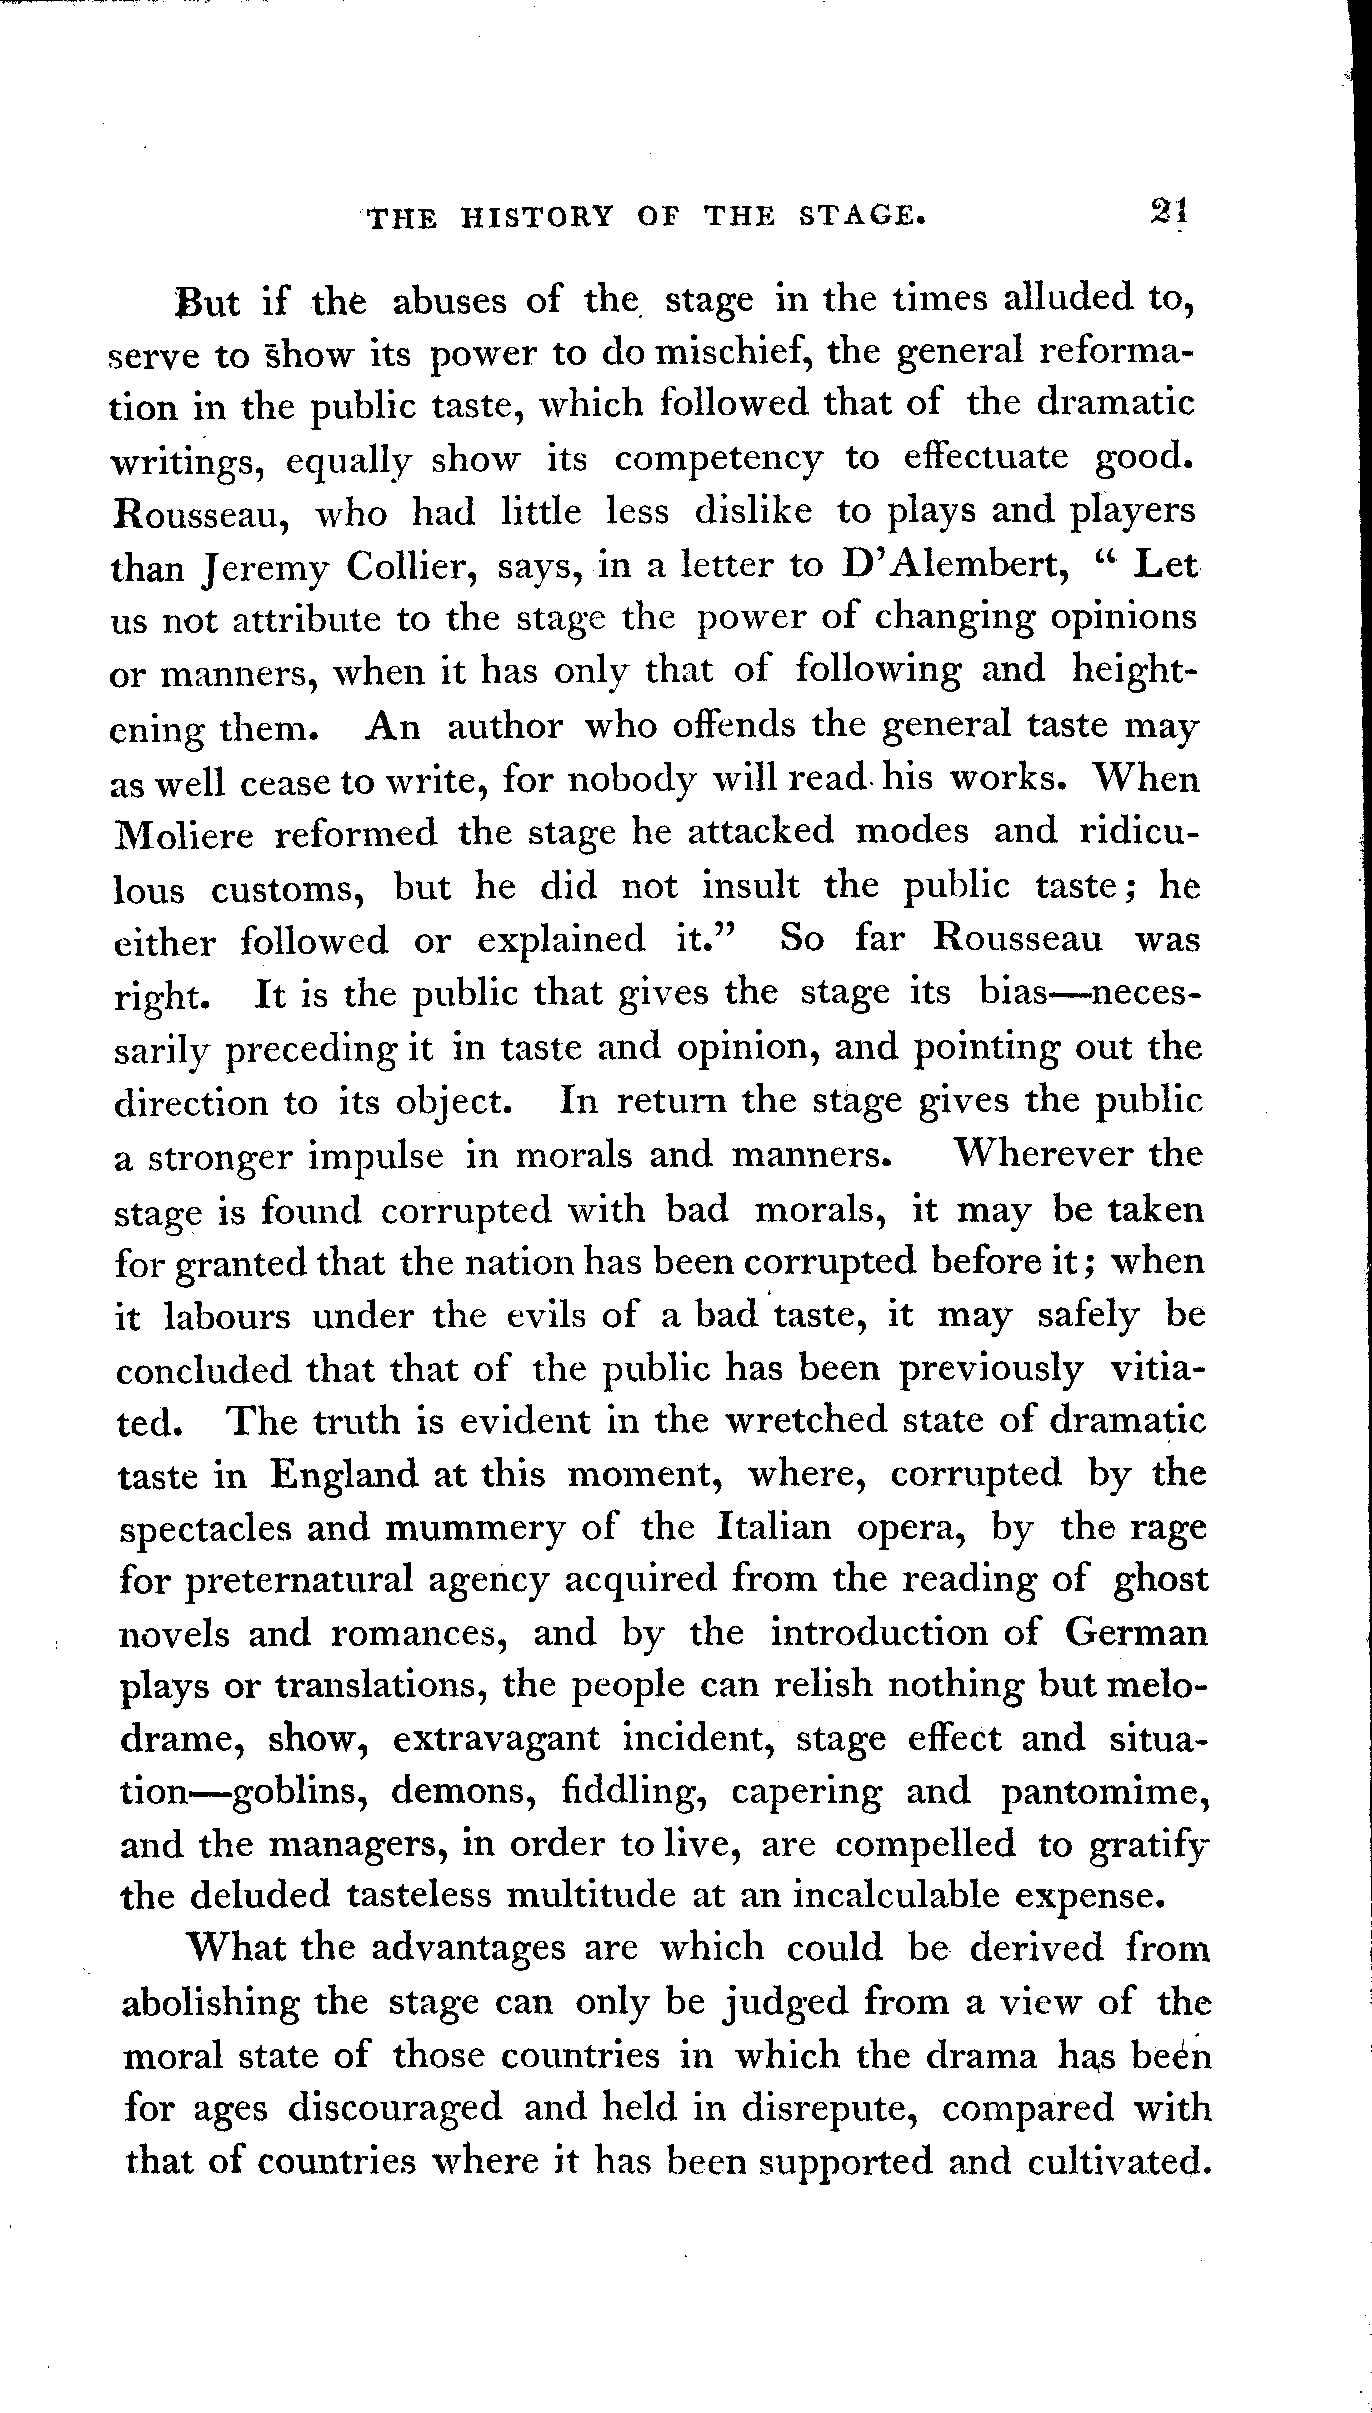 THE HISTORY OF THE STAGE. 21
But if the abuses of the stage in the times alluded to,
serve to show its power to do mischief, the general reforma-
tion in the public taste, which followed that of the dramatic
writings, equally show its competency to effectuate good.
Rousseau, who had little less dislike to plays and players
than Jeremy Collier, says, in a letter to D'Alembert, “ Let
us not attribute to the stage the power of changing opinions
or manners, when it has only that of following and height-
ening them. An author who offends the general taste may
as well cease to write, for nobody will read his works. When
Moliere reformed the stage he attacked modes and ridicu-
lous customs, but he did not insult the public taste; he
either followed or explained it.” So far Rousseau was
right. It is the public that gives the stage its bias—neces-
sarily preceding it in taste and opinion, and pointing out the
direction to its object. In return the stage gives the public
a stronger impulse in morals and manners. Wherever the
stage is found corrupted with bad morals, it may be taken
for granted that the nation has been corrupted before it; when
it labours under the evils of a bad taste, it may safely be
concluded that that of the public has been previously vitia-
ted. The truth is evident in the wretched state of dramatic
taste in England at this moment, where, corrupted by the
spectacles and mummery of the Italian opera, by the rage
for preternatural agency acquired from the reading of ghost
novels and romances, and by the introduction of German
plays or translations, the people can relish nothing but melo-
drame, show, extravagant incident, stage effect and situa-
tion—goblins, demons, fiddling, capering and pantomime,
and the managers, in order to live, are compelled to gratify
the deluded tasteless multitude at an incalculable expense.
What the advantages are which could be derived from
abolishing the stage can only be judged from a view of the
moral state of those countries in which the drama has been
for ages discouraged and held in disrepute, compared with
that of countries where it has been supported and cultivated.